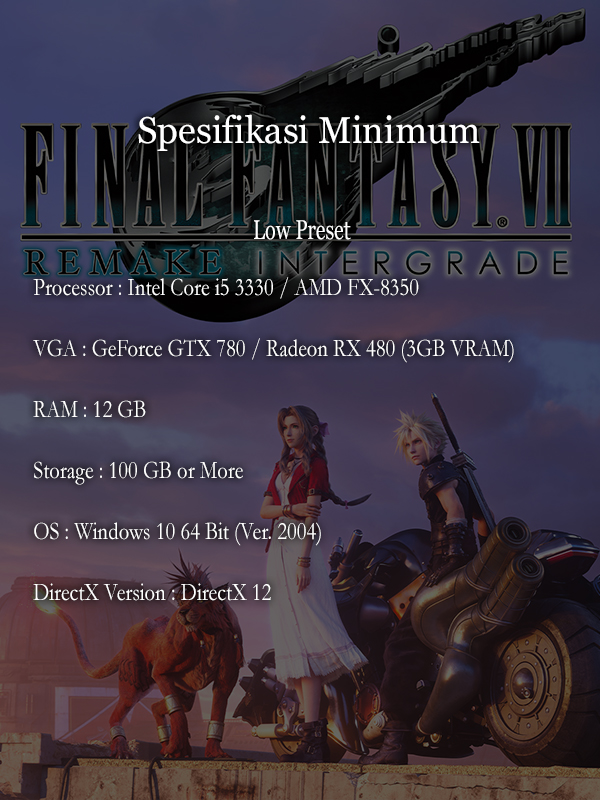 Spesifikasi Minimum
FINAL FANTASY VII
®
Low Preset
REMAKE INTERGRADE
Processor : Intel Core i5 3330 / AMD FX-8350
VGA : GeForce GTX 780 / Radeon RX 480 (3GB VRAM)
RAM : 12 GB
Storage : 100 GB or More
OS : Windows 10 64 Bit (Ver. 2004)
DirectX Version : DirectX 12